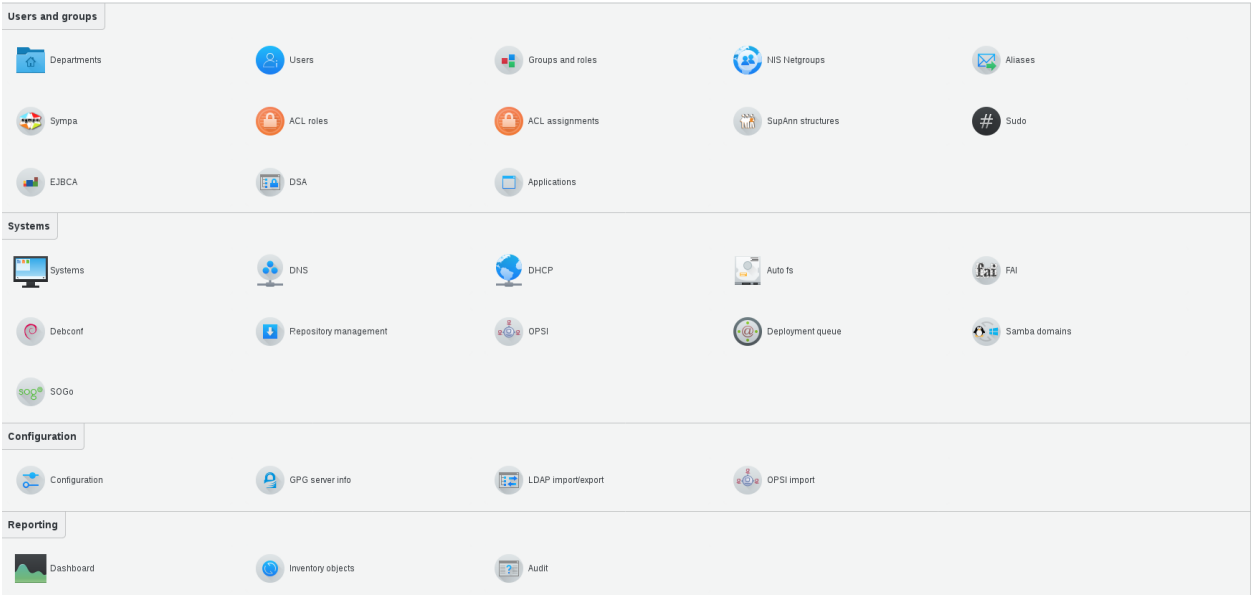 Users and groups
Departments Users Groups and roles NIS Netgroups Aliases
Sympa ACL roles ACL assignments SupAnn structures # Sudo
EJBCA DSA Applications
Systems
Systems DNS DHCP Auto fs fai FAI
Debconf Repository management OPSI @ Deployment queue Samba domains
SOGo SOGo
Configuration
Configuration GPG server info LDAP import/export OPSI import
Reporting
Dashboard Inventory objects ? Audit